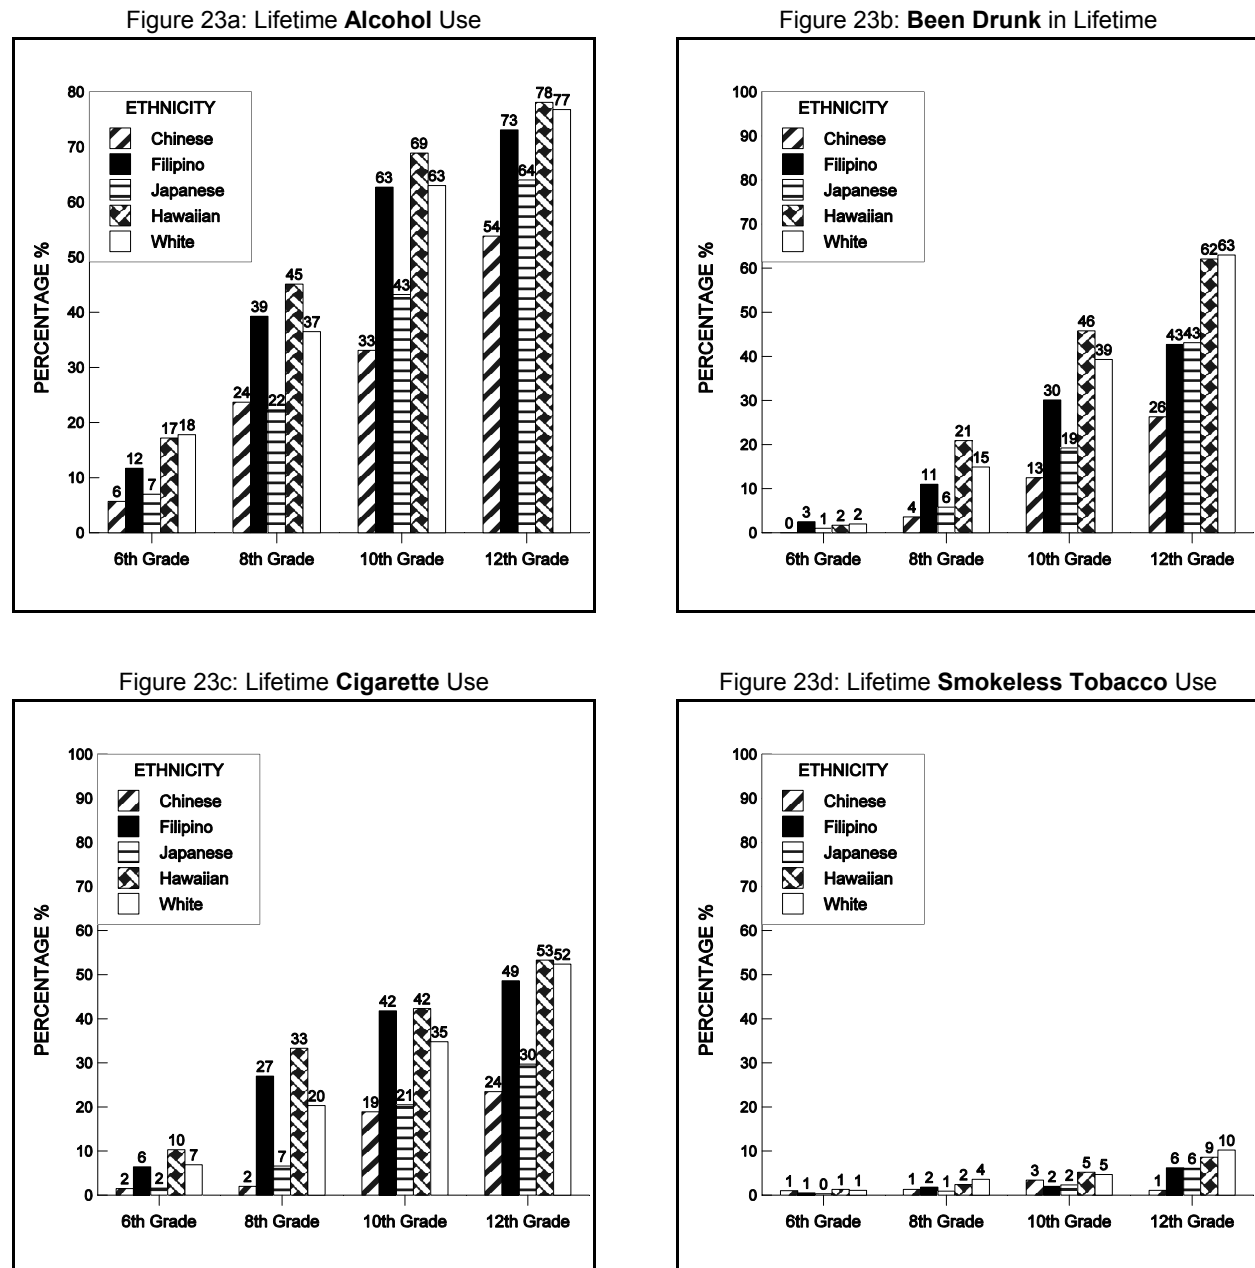 Figure 23a: Lifetime Alcohol Use
PERCENTAGE %
80
70
60
50
40
30
20
10
0
ETHNICITY
Chinese
Filipino
Japanese
Hawaiian
White
6 12 7 17 18
24 39 22 45 37
33 63 43 69 63
54 73 64 78 77
6th Grade 8th Grade 10th Grade 12th Grade
Figure 23b: Been Drunk in Lifetime
PERCENTAGE %
100
90
80
70
60
50
40
30
20
10
0
ETHNICITY
Chinese
Filipino
Japanese
Hawaiian
White
0 3 1 2 2
4 11 6 21 15
13 30 19 46 39
26 43 43 62 63
6th Grade 8th Grade 10th Grade 12th Grade
Figure 23c: Lifetime Cigarette Use
PERCENTAGE %
100
90
80
70
60
50
40
30
20
10
0
ETHNICITY
Chinese
Filipino
Japanese
Hawaiian
White
2 6 2 10 7
2 27 7 33 20
19 42 21 42 35
24 49 30 53 52
6th Grade 8th Grade 10th Grade 12th Grade
Figure 23d: Lifetime Smokeless Tobacco Use
PERCENTAGE %
100
90
80
70
60
50
40
30
20
10
0
ETHNICITY
Chinese
Filipino
Japanese
Hawaiian
White
1 1 0 1 1
1 2 1 2 4
3 2 2 5 5
1 6 6 9 10
6th Grade 8th Grade 10th Grade 12th Grade